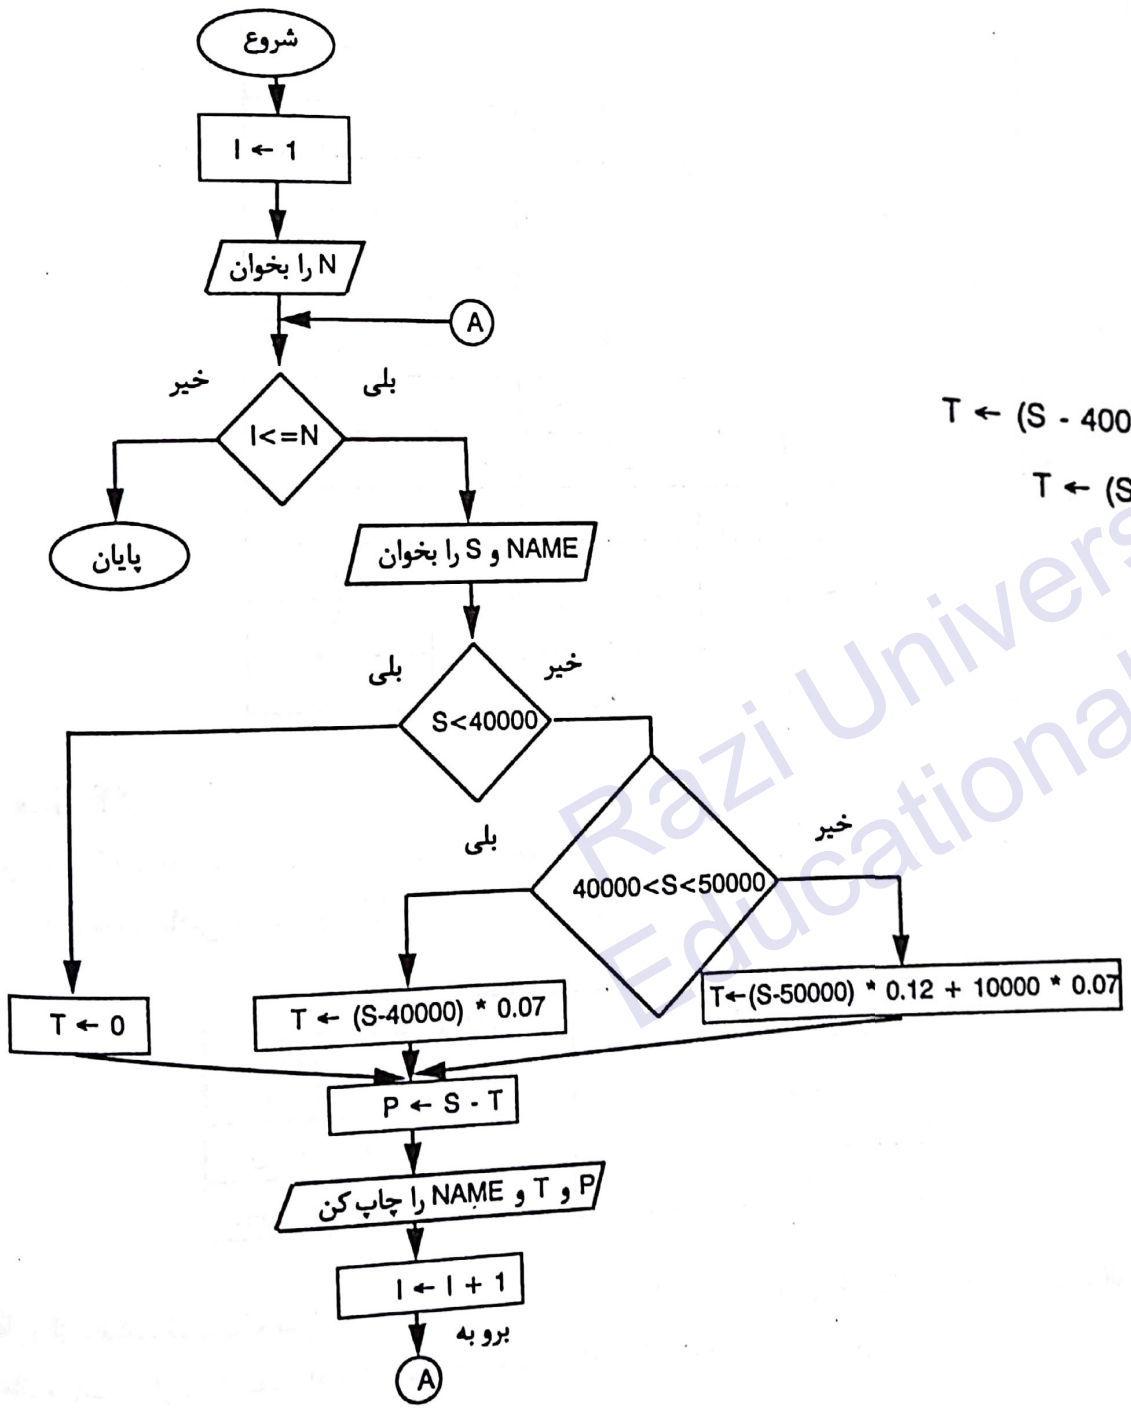 شروع
I ← 1
N را بخوان
A
خیر
بلی
I<=N
T ← (S - 400
T ← (S
پایان
NAME و S را بخوان
بلی
خیر
S<40000
بلی
خیر
40000<S<50000
T ← 0
T ← (S-40000) * 0.07
T←(S-50000) * 0.12 + 10000 * 0.07
P ← S - T
P و T و NAME را چاپ کن
I ← I + 1
برو به
A
Razi Univers
Educational